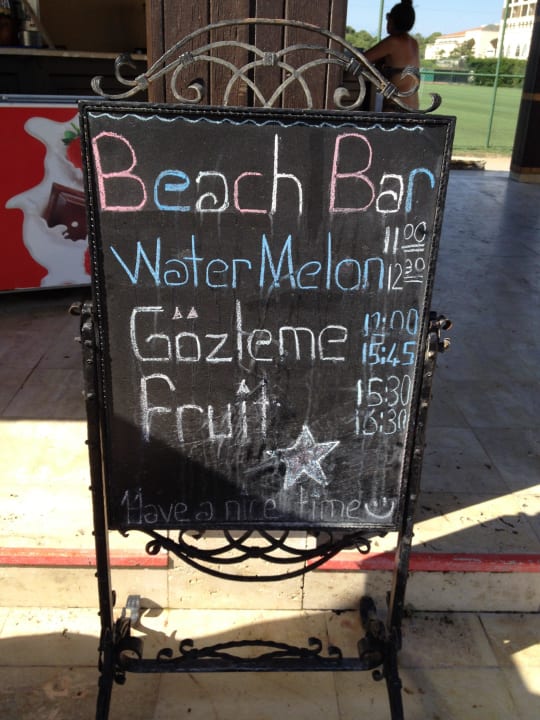 Beach Bar
11:00
Water Melon 12:30
Gözleme 12:00
15:45
Fruit 15:30
16:30
Have a nice time